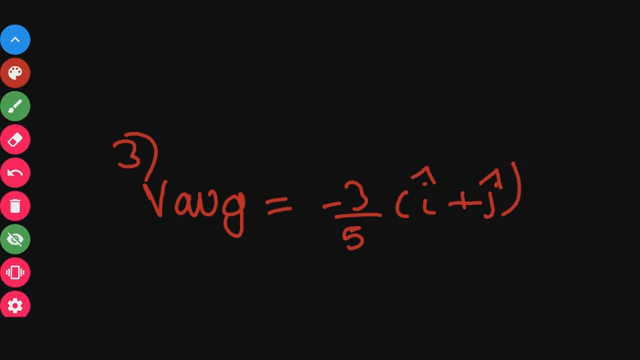 3)
Vavg = -3/5 (î + ĵ)